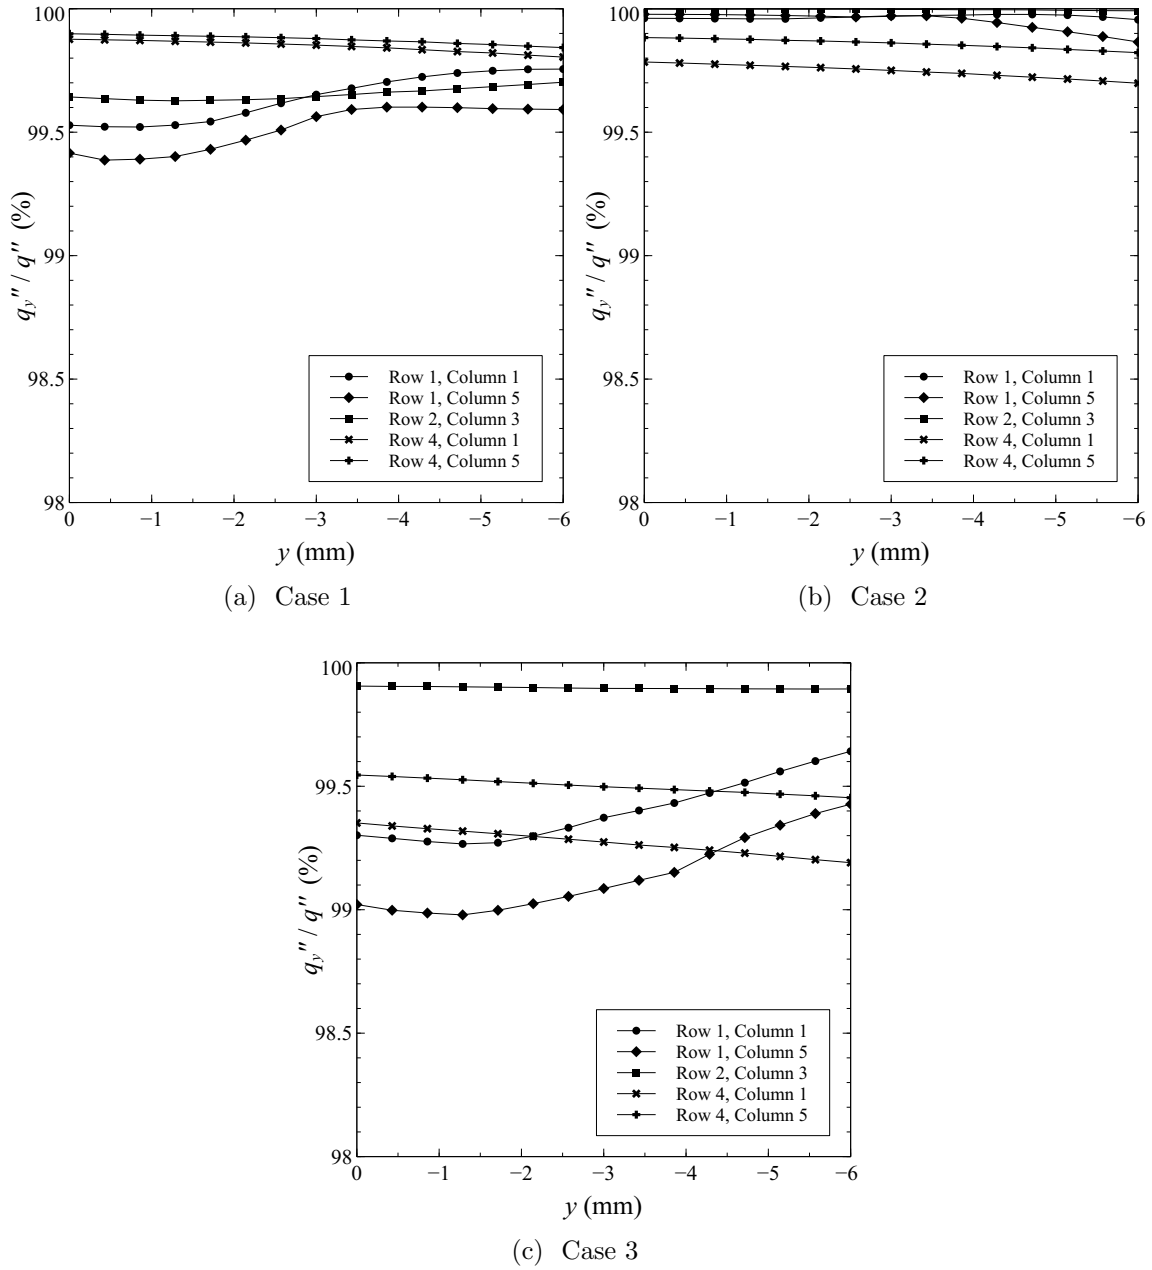 100
99.5
99
98.5
98
q_y'' / q'' (%)
Row 1, Column 1
Row 1, Column 5
Row 2, Column 3
Row 4, Column 1
Row 4, Column 5
0 −1 −2 −3 −4 −5 −6
y (mm)
(a) Case 1
100
99.5
99
98.5
98
q_y'' / q'' (%)
Row 1, Column 1
Row 1, Column 5
Row 2, Column 3
Row 4, Column 1
Row 4, Column 5
0 −1 −2 −3 −4 −5 −6
y (mm)
(b) Case 2
100
99.5
99
98.5
98
q_y'' / q'' (%)
Row 1, Column 1
Row 1, Column 5
Row 2, Column 3
Row 4, Column 1
Row 4, Column 5
0 −1 −2 −3 −4 −5 −6
y (mm)
(c) Case 3